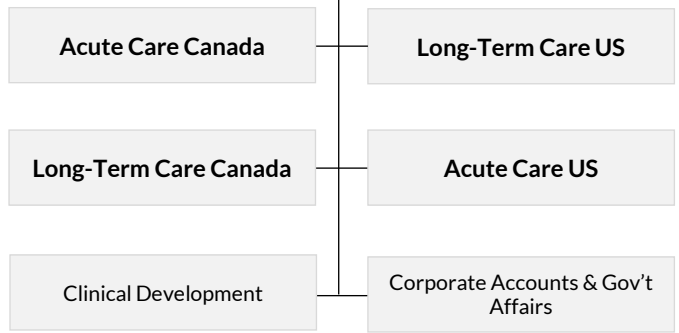 Acute Care Canada
Long-Term Care US
Long-Term Care Canada
Acute Care US
Clinical Development
Corporate Accounts & Gov't
Affairs